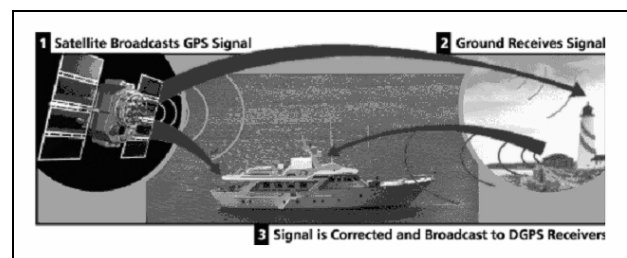 1 Satellite Broadcasts GPS Signal
2 Ground Receives Signal
3 Signal is Corrected and Broadcast to DGPS Receivers